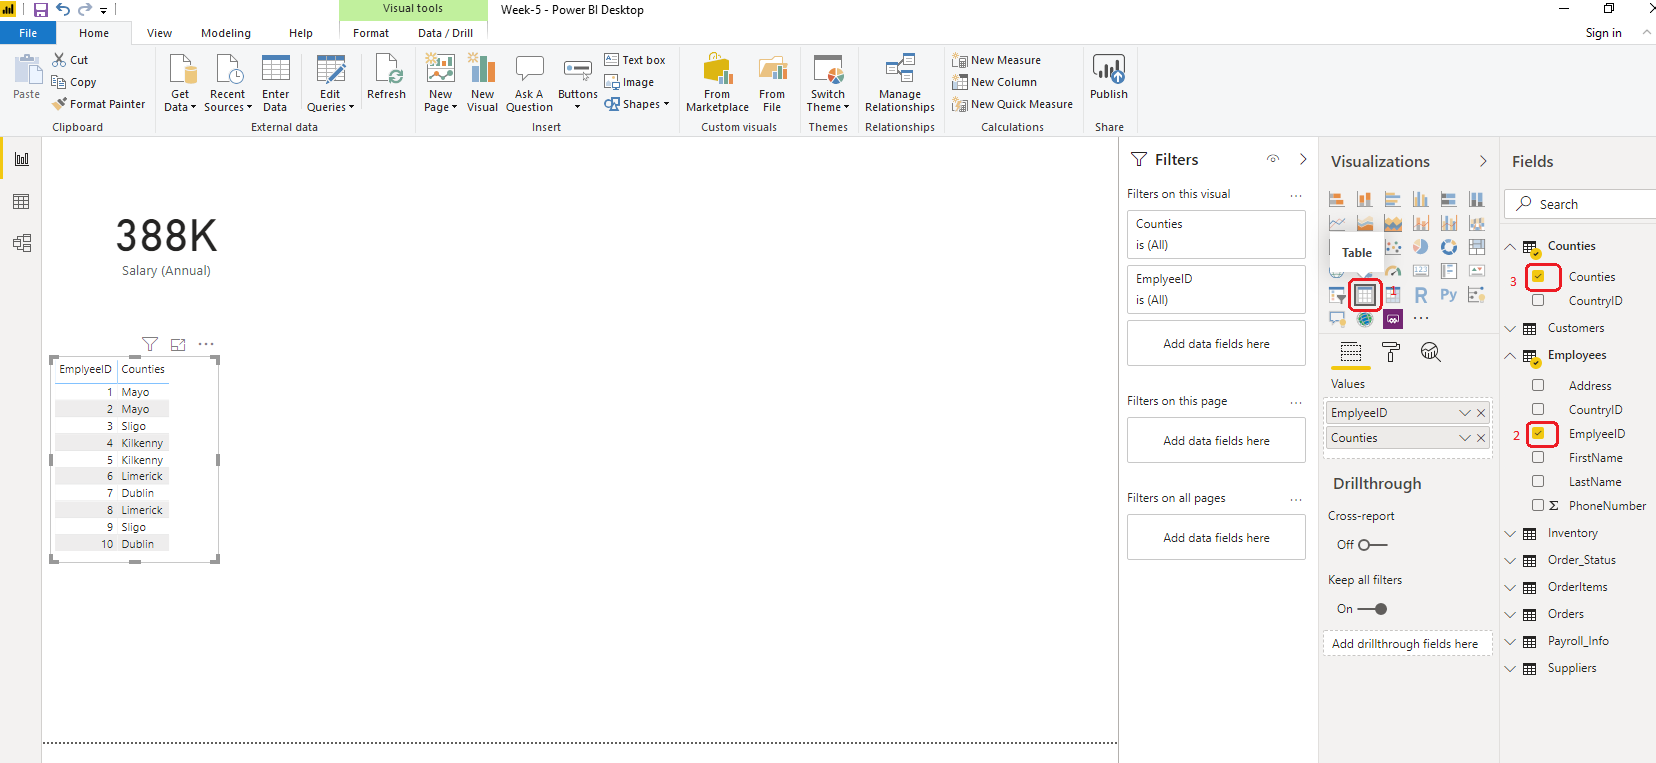 Visual tools
Week-5 - Power BI Desktop
File
Home
View
Modeling
Help
Format
Data / Drill
Sign in
Paste
Cut
Copy
Format Painter
Clipboard
Get
Data
Recent
Sources
Enter
Data
Edit
Queries
Refresh
External data
New
Page
New
Visual
Ask A
Question
Buttons
Text box
Image
Shapes
Insert
From
Marketplace
From
File
Custom visuals
Switch
Theme
Themes
Manage
Relationships
Relationships
New Measure
New Column
New Quick Measure
Calculations
Publish
Share
388K
Salary (Annual)
EmplyeeID Counties
1 Mayo
2 Mayo
3 Sligo
4 Kilkenny
5 Kilkenny
6 Limerick
7 Dublin
8 Limerick
9 Sligo
10 Dublin
Filters
Filters on this visual
Counties
is (All)
EmplyeeID
is (All)
Add data fields here
Filters on this page
Add data fields here
Filters on all pages
Add data fields here
Visualizations
Table
123
1
R Py
Values
EmplyeeID
Counties
Drillthrough
Cross-report
Off
Keep all filters
On
Add drillthrough fields here
Fields
Search
Counties
3 Counties
CountryID
Customers
Employees
Address
CountryID
2 EmplyeeID
FirstName
LastName
Σ PhoneNumber
Inventory
Order_Status
OrderItems
Orders
Payroll_Info
Suppliers